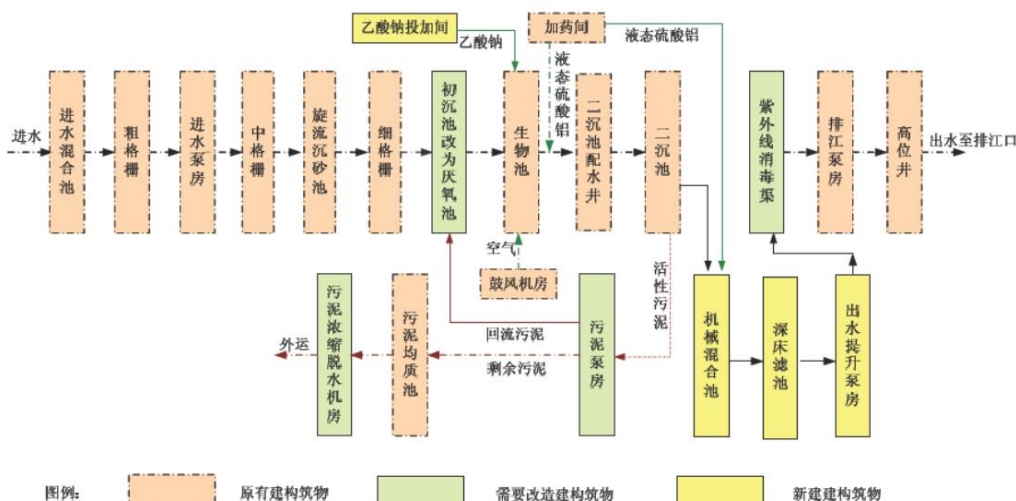 乙酸钠投加间
加药间
乙酸钠
液态硫酸铝
液态硫酸铝
进水
进水混合池
粗格栅
进水泵房
中格栅
旋流沉砂池
细格栅
初沉池改为厌氧池
生物池
二沉池配水井
二沉池
紫外线消毒渠
排江泵房
高位井
出水至排江口
空气
鼓风机房
活性污泥
外运
污泥浓缩脱水机房
污泥均质池
回流污泥
剩余污泥
污泥泵房
机械混合池
深床滤池
出水提升泵房
图例:
原有建构筑物
需要改造建构筑物
新建建构筑物